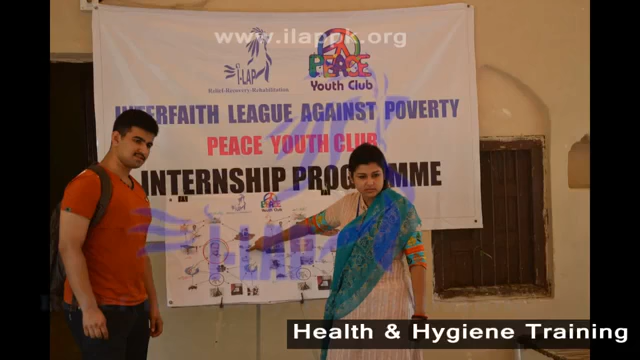 www.ilappk.org
i-LAP
Relief-Recovery-Rehabilitation
PEACE
Youth Club
INTERFAITH LEAGUE AGAINST POVERTY
PEACE YOUTH CLUB
INTERNSHIP PROGRAMME
i-LAP
Health & Hygiene Training